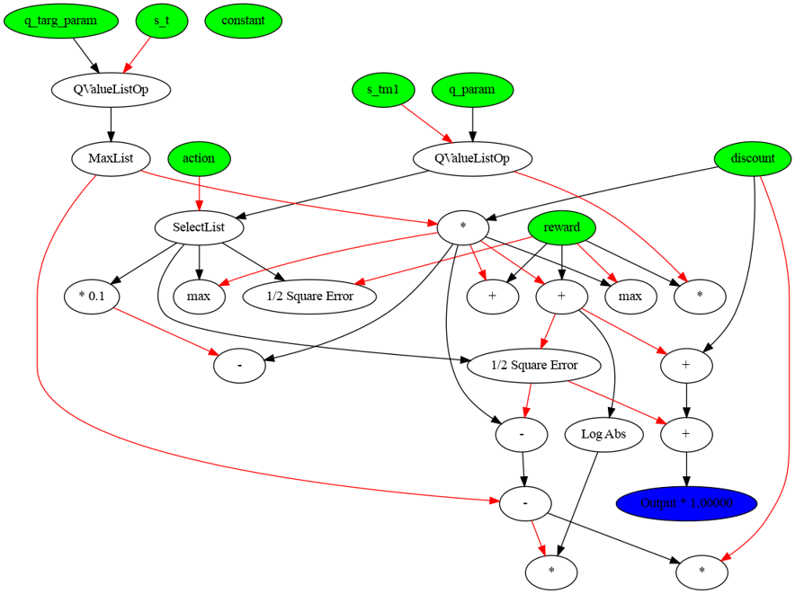 q_targ_param s_t constant
QValueListOp s_tm1 q_param
MaxList action QValueListOp discount
SelectList * reward
* 0.1 max 1/2 Square Error + + max *
- 1/2 Square Error +
- Log Abs +
- Output * 1.00000
* *